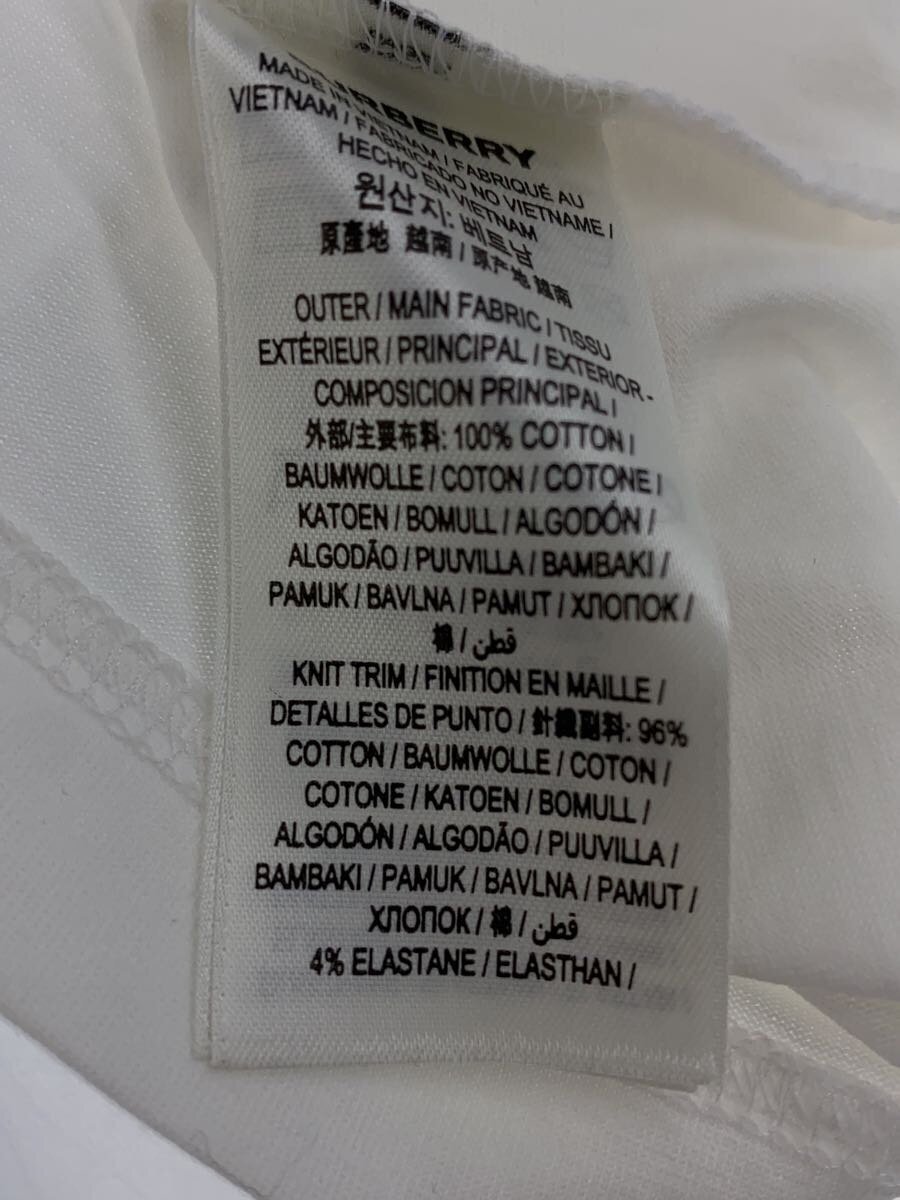 BURBERRY
MADE IN VIETNAM / FABRIQUÉ AU
VIETNAM / FABRICADO NO VIETNAME /
HECHO EN VIETNAM
원산지: 베트남
原產地 越南 / 原产地 越南
OUTER / MAIN FABRIC / TISSU
EXTÉRIEUR / PRINCIPAL / EXTERIOR -
COMPOSICION PRINCIPAL /
外部/主要布料: 100% COTTON /
BAUMWOLLE / COTON / COTONE /
KATOEN / BOMULL / ALGODÓN /
ALGODÃO / PUUVILLA / BAMBAKI /
PAMUK / BAVLNA / PAMUT / ХЛОПОК /
棉 / قطن
KNIT TRIM / FINITION EN MAILLE /
DETALLES DE PUNTO / 針織副料: 96%
COTTON / BAUMWOLLE / COTON /
COTONE / KATOEN / BOMULL /
ALGODÓN / ALGODÃO / PUUVILLA /
BAMBAKI / PAMUK / BAVLNA / PAMUT /
ХЛОПОК / 棉 / قطن
4% ELASTANE / ELASTHAN /